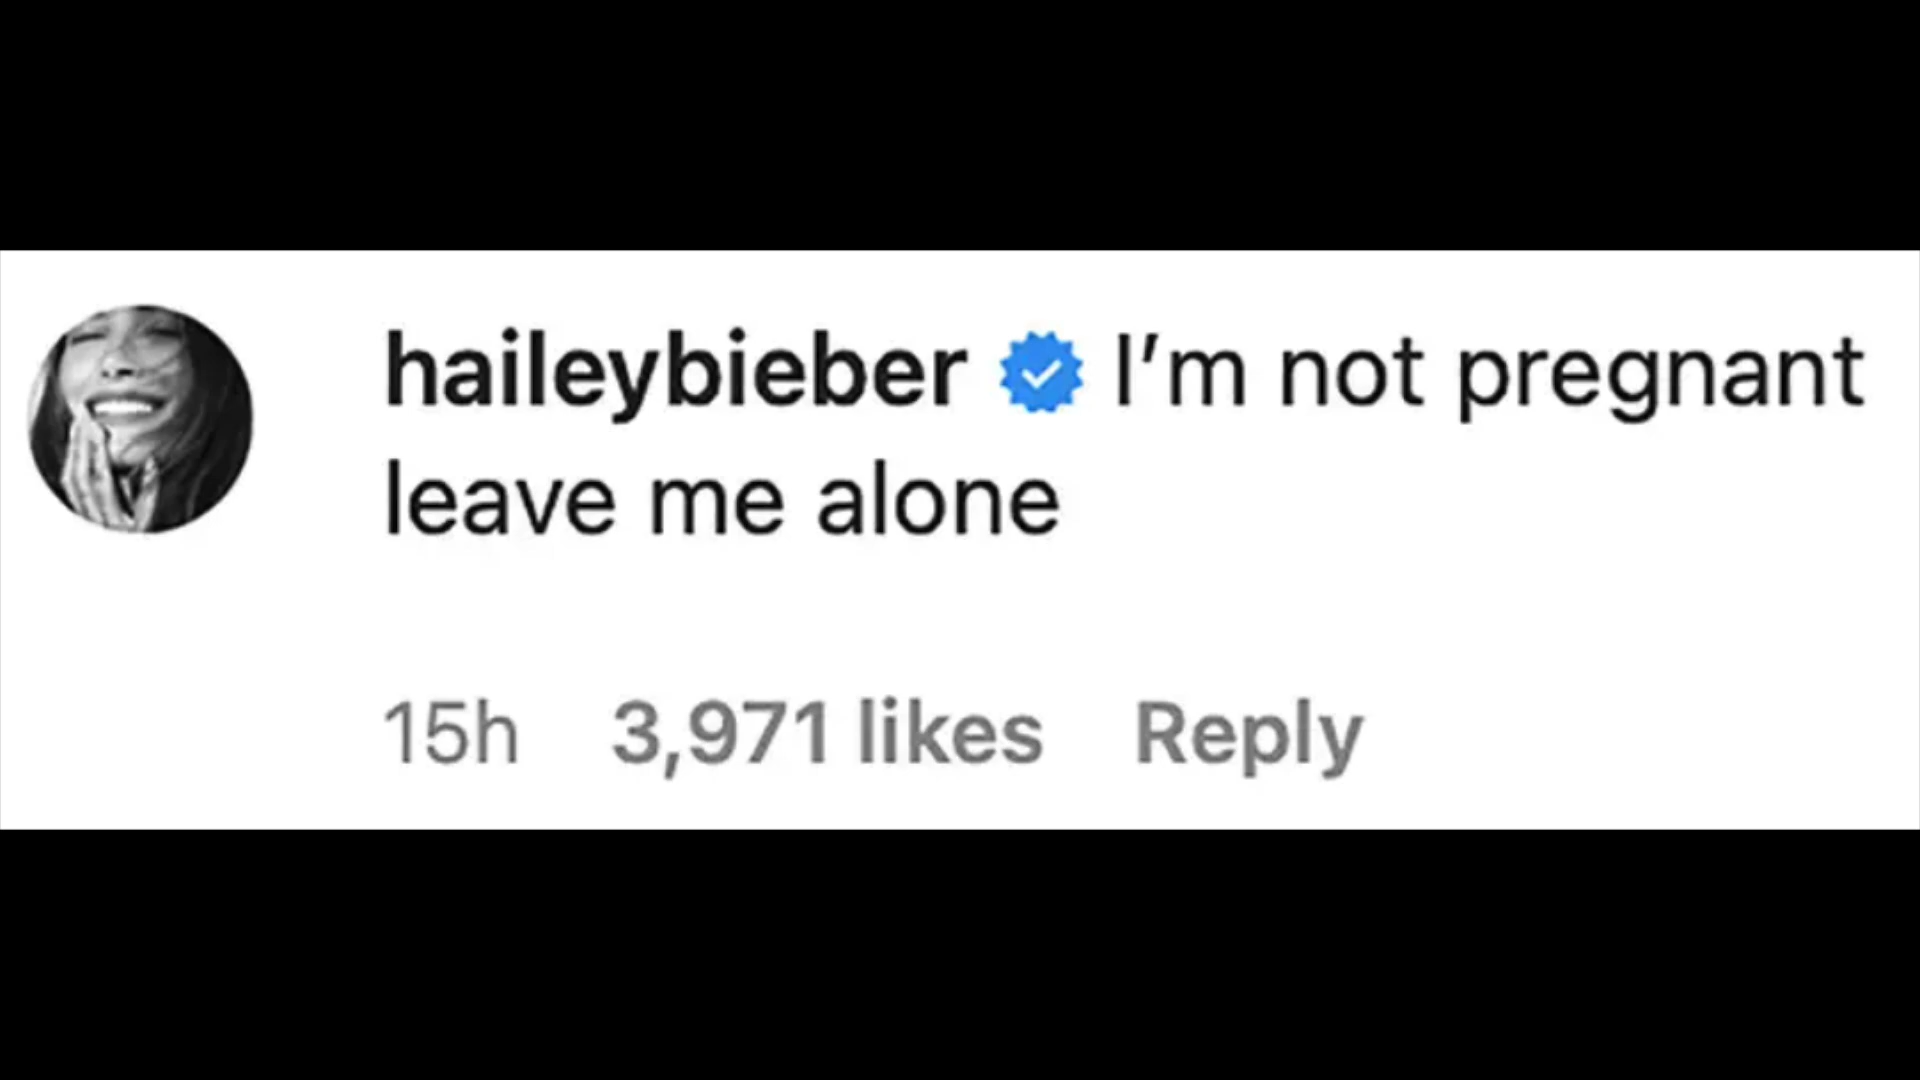 haileybieber I’m not pregnant
leave me alone
15h 3,971 likes Reply